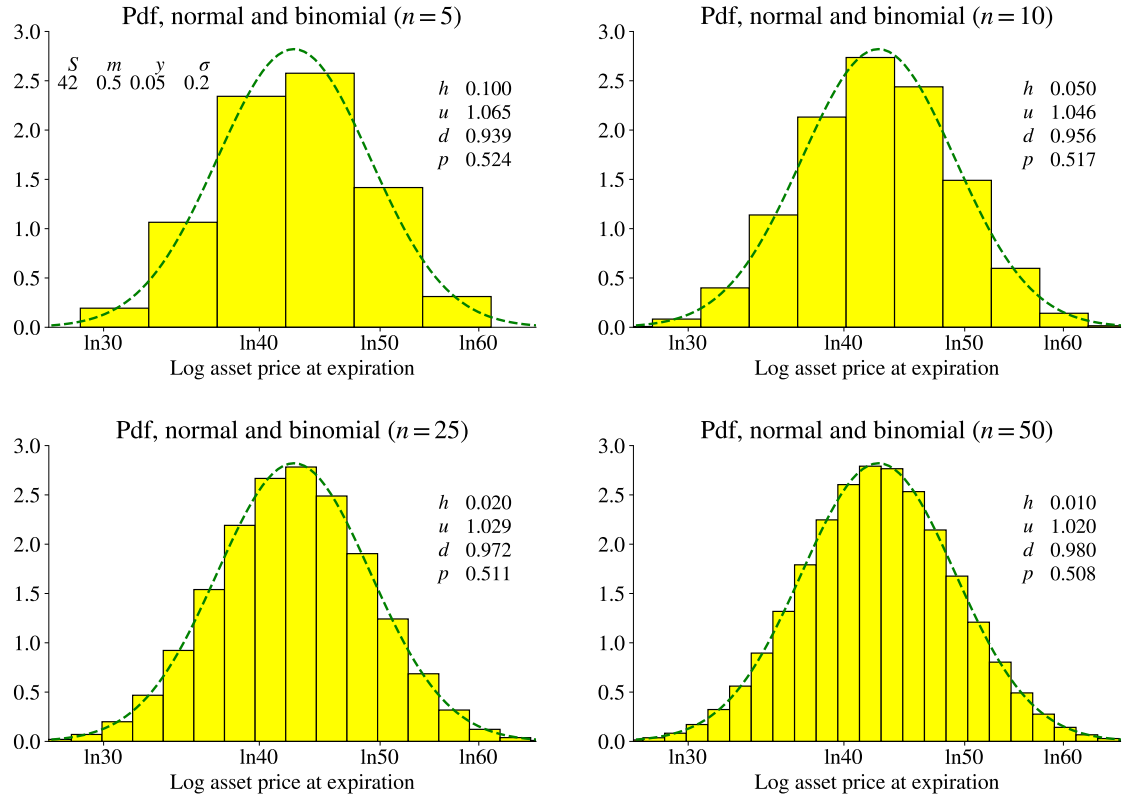 Pdf, normal and binomial (n = 5)
3.0
2.5
2.0
1.5
1.0
0.5
0.0
S m y σ
42 0.5 0.05 0.2
h 0.100
u 1.065
d 0.939
p 0.524
ln30 ln40 ln50 ln60
Log asset price at expiration
Pdf, normal and binomial (n = 10)
3.0
2.5
2.0
1.5
1.0
0.5
0.0
h 0.050
u 1.046
d 0.956
p 0.517
ln30 ln40 ln50 ln60
Log asset price at expiration
Pdf, normal and binomial (n = 25)
3.0
2.5
2.0
1.5
1.0
0.5
0.0
h 0.020
u 1.029
d 0.972
p 0.511
ln30 ln40 ln50 ln60
Log asset price at expiration
Pdf, normal and binomial (n = 50)
3.0
2.5
2.0
1.5
1.0
0.5
0.0
h 0.010
u 1.020
d 0.980
p 0.508
ln30 ln40 ln50 ln60
Log asset price at expiration